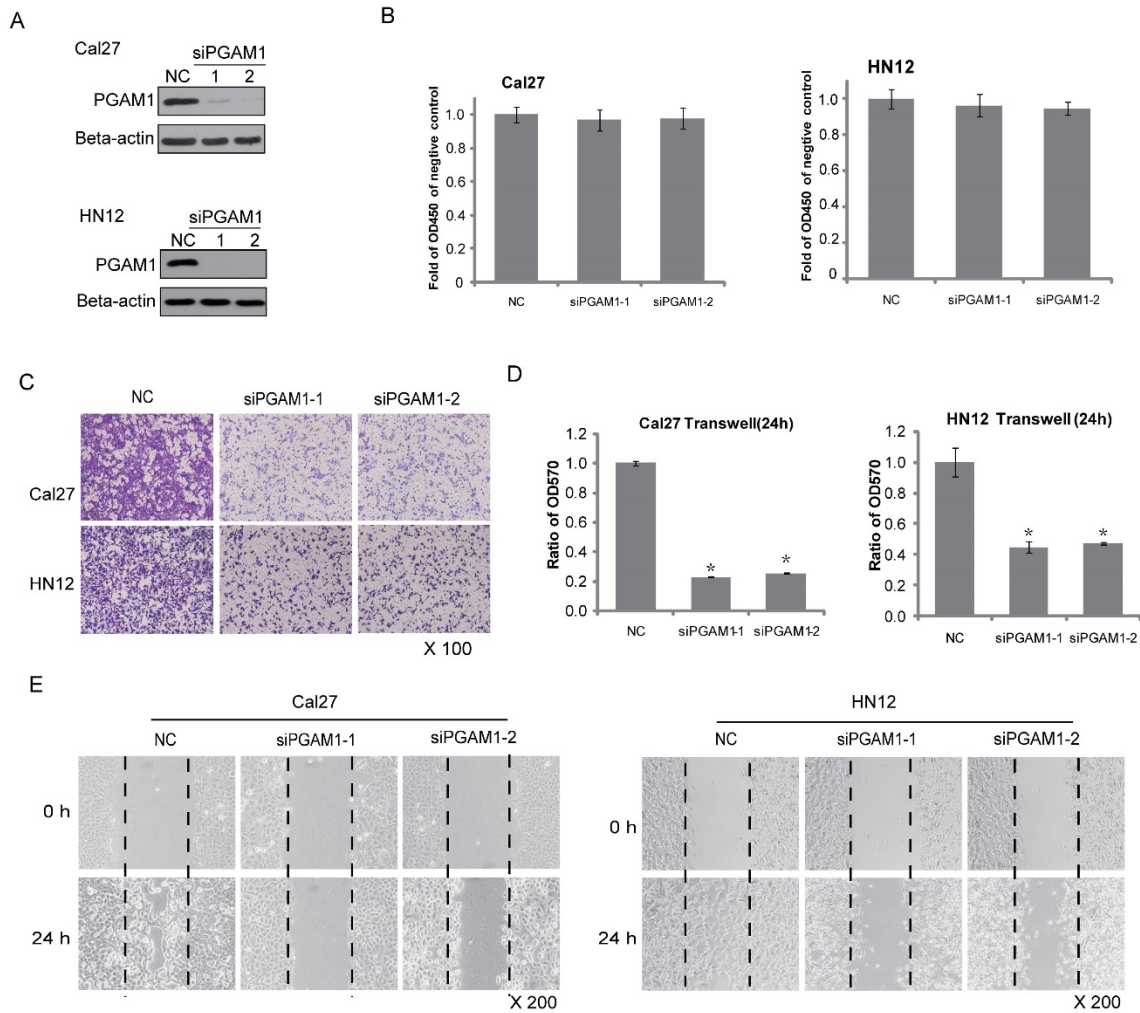 A
Cal27
siPGAM1
NC 1 2
PGAM1
Beta-actin
HN12
siPGAM1
NC 1 2
PGAM1
Beta-actin
B
Cal27
Fold of OD450 of negtive control
1.0
0.8
0.6
0.4
0.2
0
NC siPGAM1-1 siPGAM1-2
HN12
Fold of OD450 of negtive control
1.0
0.8
0.6
0.4
0.2
0
NC siPGAM1-1 siPGAM1-2
C
NC siPGAM1-1 siPGAM1-2
Cal27
HN12
X 100
D
Cal27 Transwell(24h)
Ratio of OD570
1.2
1.0
0.8
0.6
0.4
0.2
0.0
* *
NC siPGAM1-1 siPGAM1-2
HN12 Transwell (24h)
Ratio of OD570
1.2
1.0
0.8
0.6
0.4
0.2
0.0
* *
NC siPGAM1-1 siPGAM1-2
E
Cal27
NC siPGAM1-1 siPGAM1-2
0 h
24 h
X 200
HN12
NC siPGAM1-1 siPGAM1-2
0 h
24 h
X 200